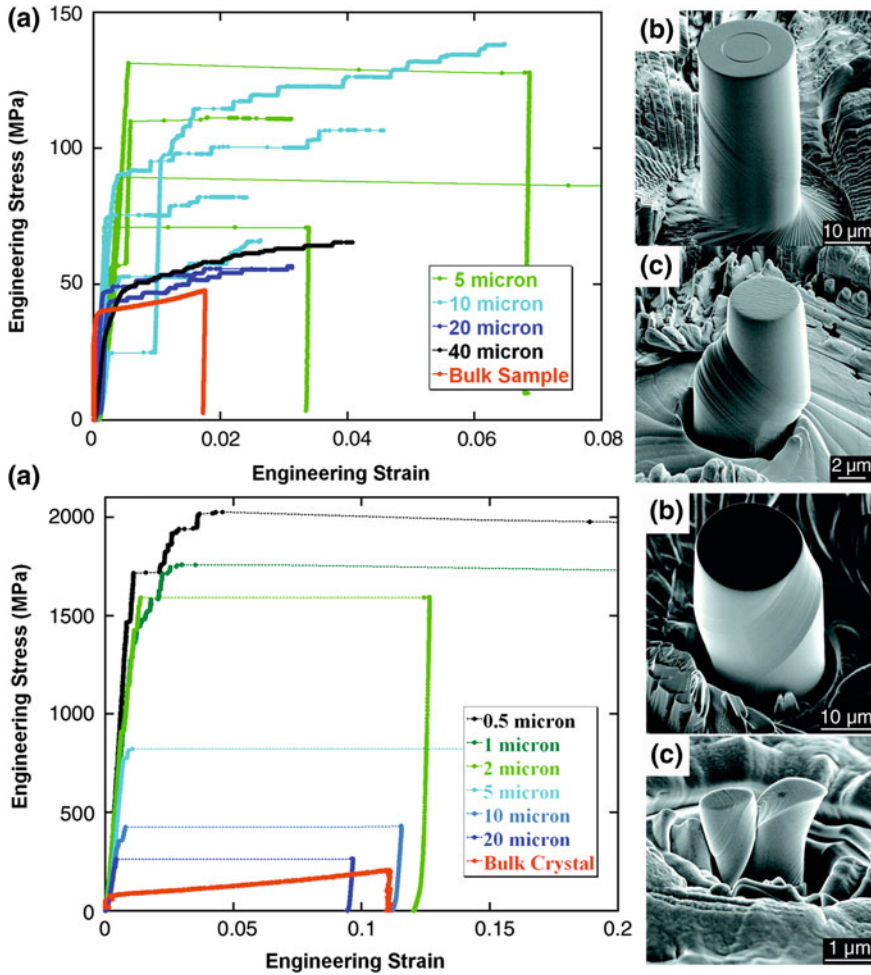 (a)
150
100
50
0
Engineering Stress (MPa)
5 micron
10 micron
20 micron
40 micron
Bulk Sample
0 0.02 0.04 0.06 0.08
Engineering Strain
(b)
10 µm
(c)
2 µm
(a)
2000
1500
1000
500
0
Engineering Stress (MPa)
0.5 micron
1 micron
2 micron
5 micron
10 micron
20 micron
Bulk Crystal
0 0.05 0.1 0.15 0.2
Engineering Strain
(b)
10 µm
(c)
1 µm